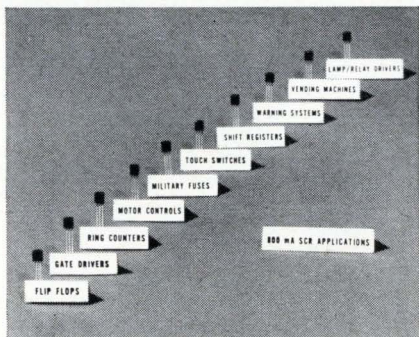 LAMP/RELAY DRIVERS
VENDING MACHINES
WARNING SYSTEMS
SHIFT REGISTERS
TOUCH SWITCHES
MILITARY FUSES
MOTOR CONTROLS
RING COUNTERS
800 mA SCR APPLICATIONS
GATE DRIVERS
FLIP FLOPS